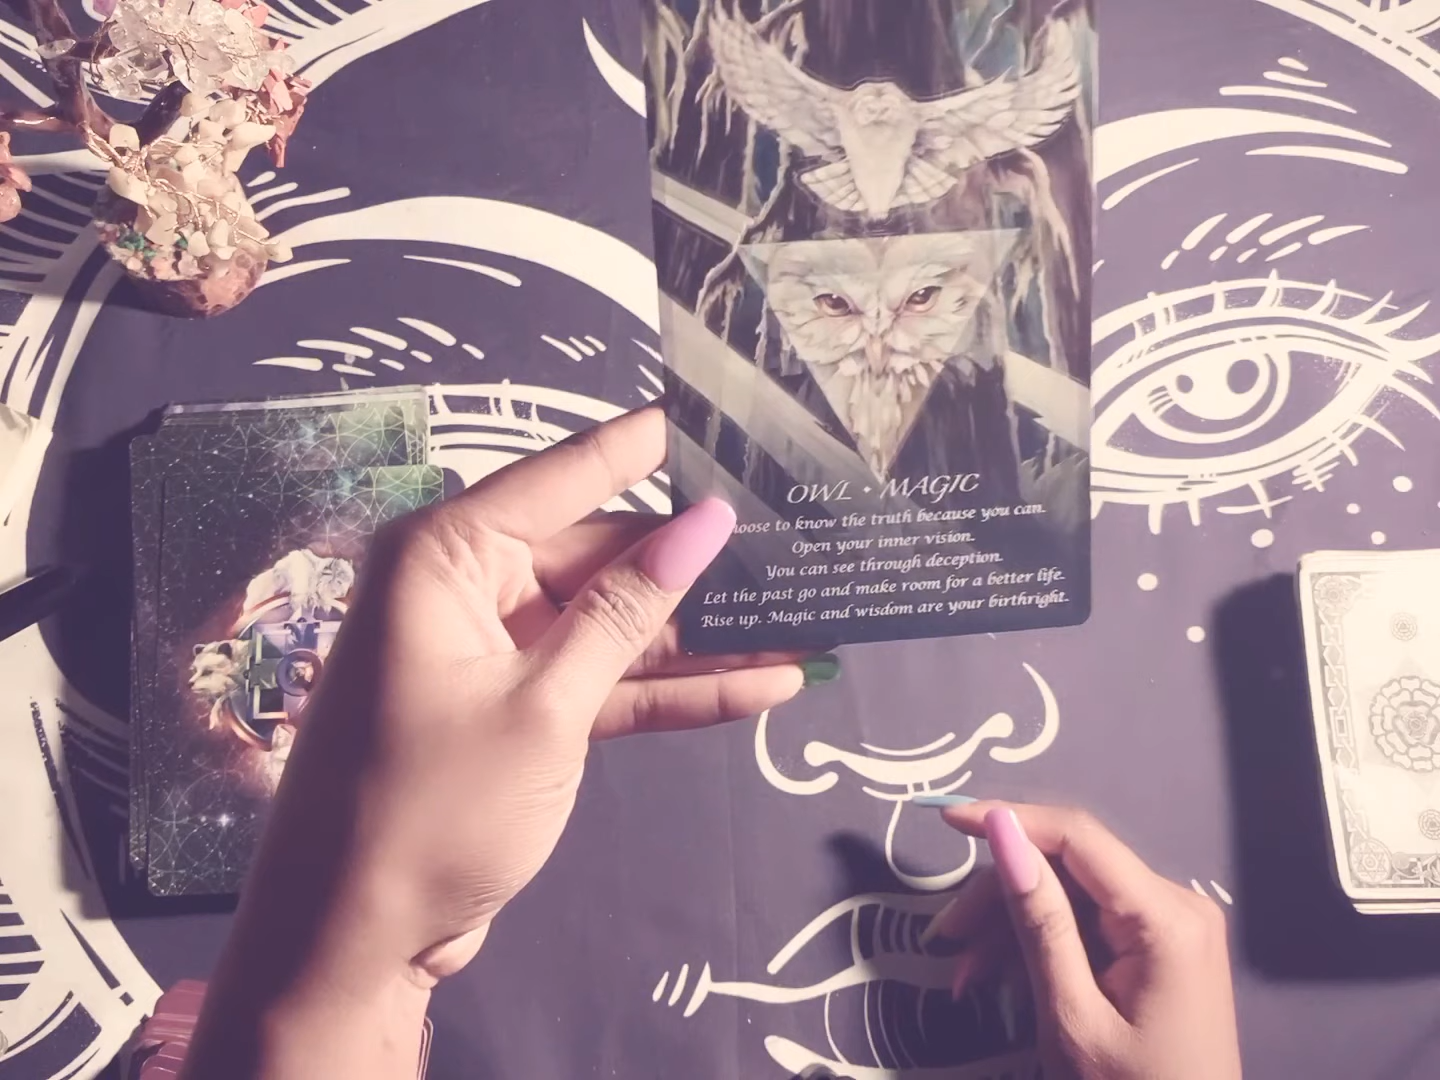 OWL • MAGIC
to know the truth because you can.
Open your inner vision.
You can see through deception.
Let the past go and make room for a better life.
Rise up. Magic and wisdom are your birthright.